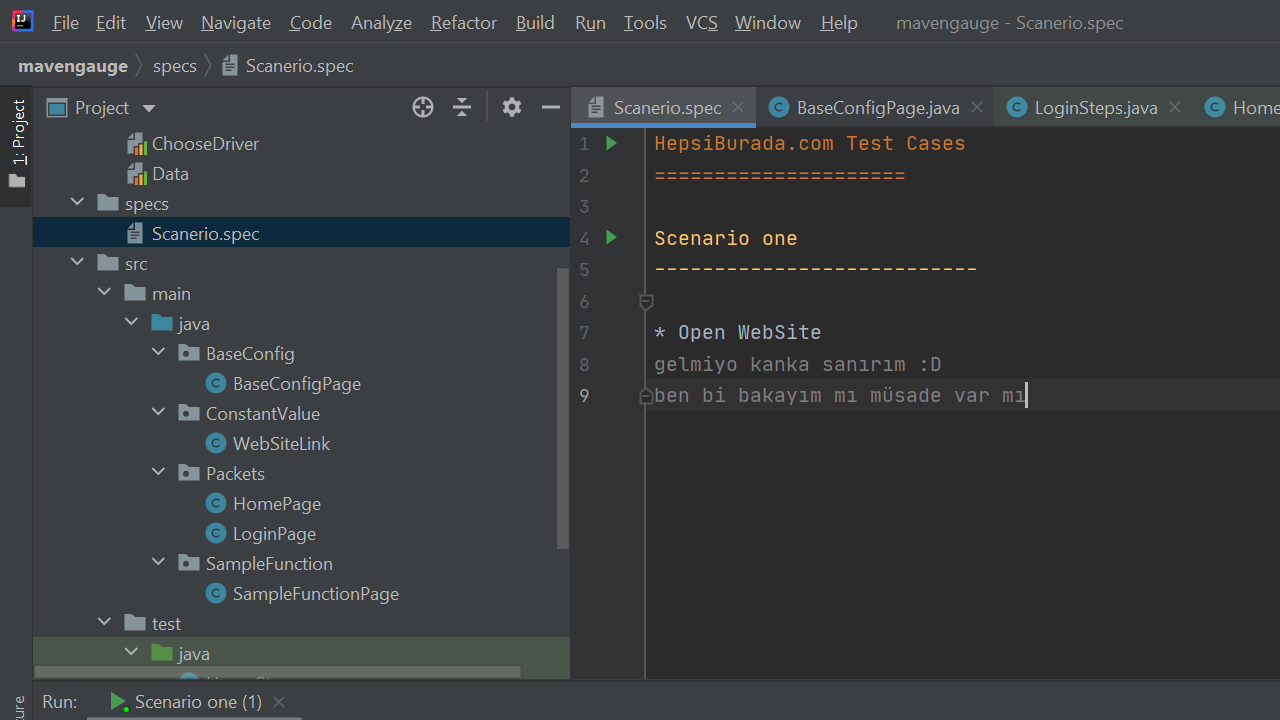 File Edit View Navigate Code Analyze Refactor Build Run Tools VCS Window Help mavengauge - Scanerio.spec
mavengauge specs Scanerio.spec
1: Project
Project
Scanerio.spec BaseConfigPage.java LoginSteps.java Home
ChooseDriver
Data
specs
Scanerio.spec
src
main
java
BaseConfig
BaseConfigPage
ConstantValue
WebSiteLink
Packets
HomePage
LoginPage
SampleFunction
SampleFunctionPage
test
java
1 HepsiBurada.com Test Cases
2 =====================
3
4 Scenario one
5 ---------------------------
6
7 * Open WebSite
8 gelmiyo kanka sanırım :D
9 ben bi bakayım mı müsade var mı
Run: Scenario one (1)